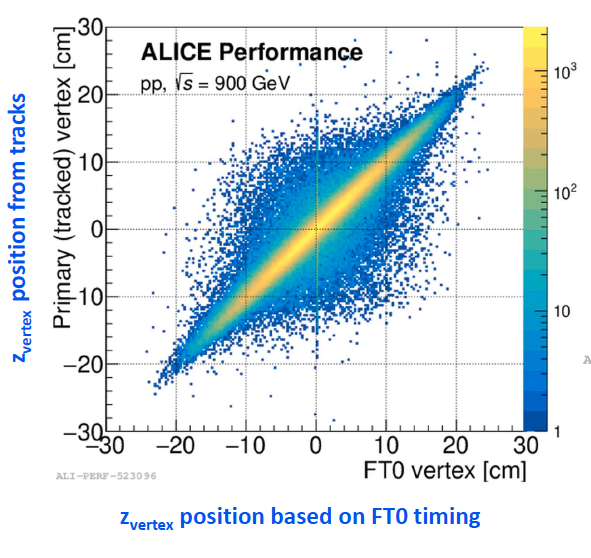 ALICE Performance
pp, √s = 900 GeV
z_vertex position from tracks
Primary (tracked) vertex [cm]
30
20
10
0
−10
−20
−30
−30 −20 −10 0 10 20 30
FT0 vertex [cm]
10³
10²
10
1
A
ALI-PERF-523096
z_vertex position based on FT0 timing